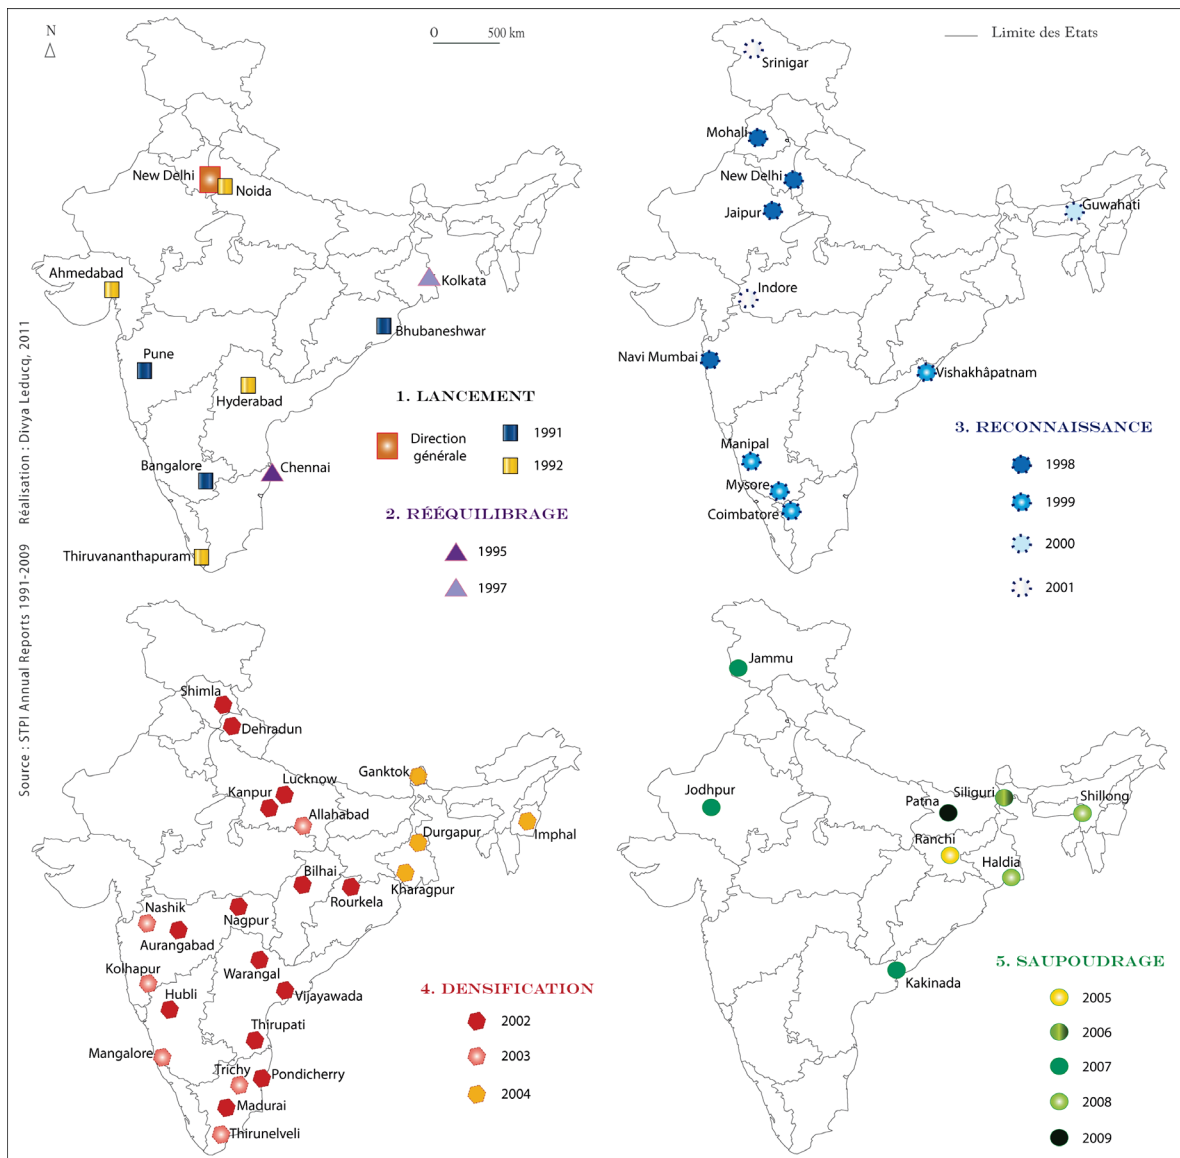 N
0 500 km
Limite des Etats
Srinigar
Mohali
New Delhi
Noida
New Delhi
Jaipur
Guwahati
Ahmedabad
Kolkata
Indore
Bhubaneshwar
Pune
Navi Mumbai
Hyderabad
Vishakhâpatnam
1. LANCEMENT
Direction
générale
1991
1992
Bangalore
Chennai
2. RÉÉQUILIBRAGE
1995
1997
Thiruvananthapuram
Manipal
Mysore
Coimbatore
3. RECONNAISSANCE
1998
1999
2000
2001
Source : STPI Annual Reports 1991-2009 Réalisation : Divya Leducq, 2011
Shimla
Dehradun
Ganktok
Lucknow
Kanpur
Allahabad
Durgapur
Imphal
Bilhai
Kharagpur
Rourkela
Nashik
Nagpur
Aurangabad
Kolhapur
Warangal
Hubli
Vijayawada
Thirupati
Mangalore
Trichy
Pondicherry
Madurai
Thirunelveli
4. DENSIFICATION
2002
2003
2004
Jammu
Jodhpur
Siliguri
Patna
Shillong
Ranchi
Haldia
Kakinada
5. SAUPOUDRAGE
2005
2006
2007
2008
2009